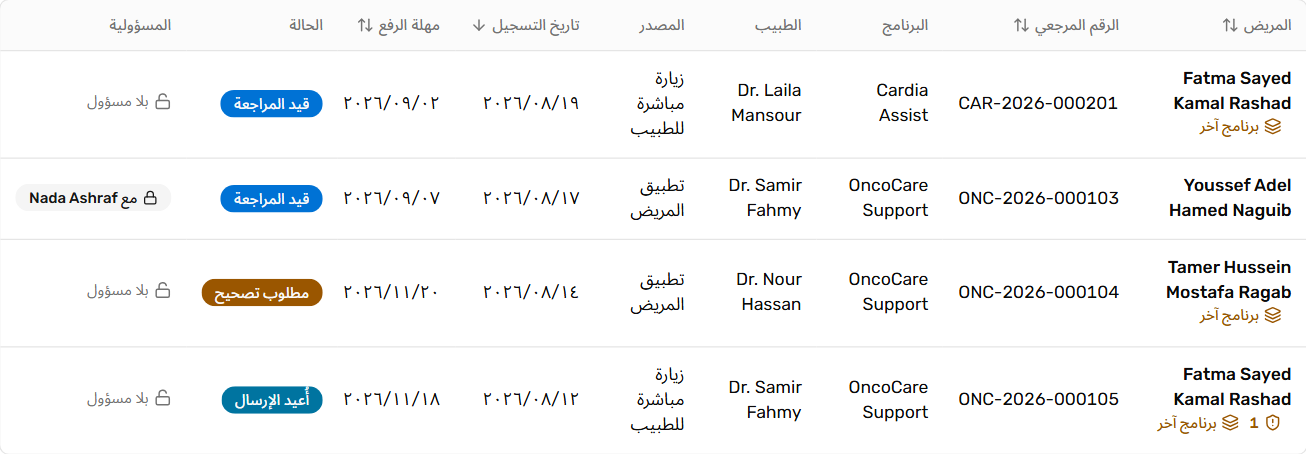 المريض
الرقم المرجعي
البرنامج
الطبيب
المصدر
تاريخ التسجيل
مهلة الرفع
الحالة
المسؤولية
Fatma Sayed
Kamal Rashad
برنامج آخر
CAR-2026-000201
Cardia
Assist
Dr. Laila
Mansour
زيارة
مباشرة
للطبيب
٢٠٢٦/٠٨/١٩
٢٠٢٦/٠٩/٠٢
قيد المراجعة
بلا مسؤول
Youssef Adel
Hamed Naguib
ONC-2026-000103
OncoCare
Support
Dr. Samir
Fahmy
تطبيق
المريض
٢٠٢٦/٠٨/١٧
٢٠٢٦/٠٩/٠٧
قيد المراجعة
مع Nada Ashraf
Tamer Hussein
Mostafa Ragab
برنامج آخر
ONC-2026-000104
OncoCare
Support
Dr. Nour
Hassan
تطبيق
المريض
٢٠٢٦/٠٨/١٤
٢٠٢٦/١١/٢٠
مطلوب تصحيح
بلا مسؤول
Fatma Sayed
Kamal Rashad
1 برنامج آخر
ONC-2026-000105
OncoCare
Support
Dr. Samir
Fahmy
زيارة
مباشرة
للطبيب
٢٠٢٦/٠٨/١٢
٢٠٢٦/١١/١٨
أُعيد الإرسال
بلا مسؤول